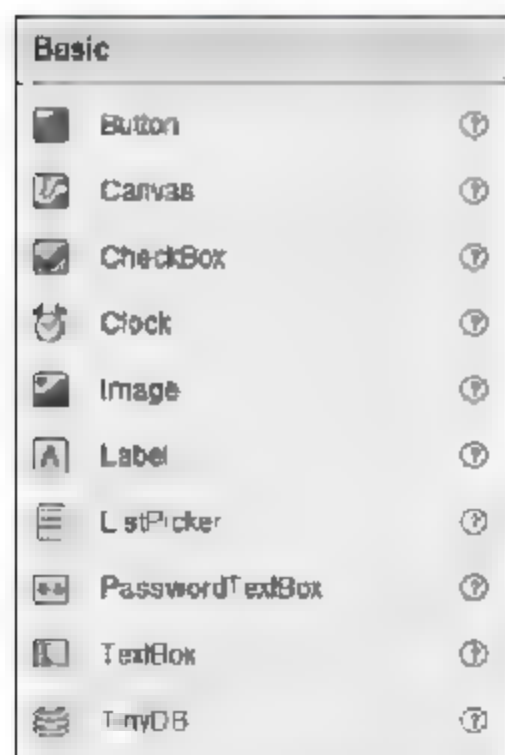 Basic
Button
Canvas
CheckBox
Clock
Image
Label
ListPicker
PasswordTextBox
TextBox
TinyDB